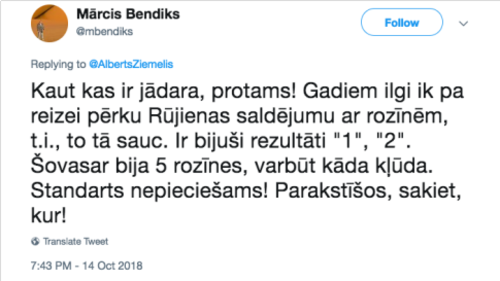 Mārcis Bendiks
@mbendiks
Follow
Replying to @AlbertsZiemelis
Kaut kas ir jādara, protams! Gadiem ilgi ik pa
reizei pērku Rūjienas saldējumu ar rozīnēm,
t.i., to tā sauc. Ir bijuši rezultāti "1", "2".
Šovasar bija 5 rozīnes, varbūt kāda kļūda.
Standarts nepieciešams! Parakstīšos, sakiet,
kur!
Translate Tweet
7:43 PM - 14 Oct 2018